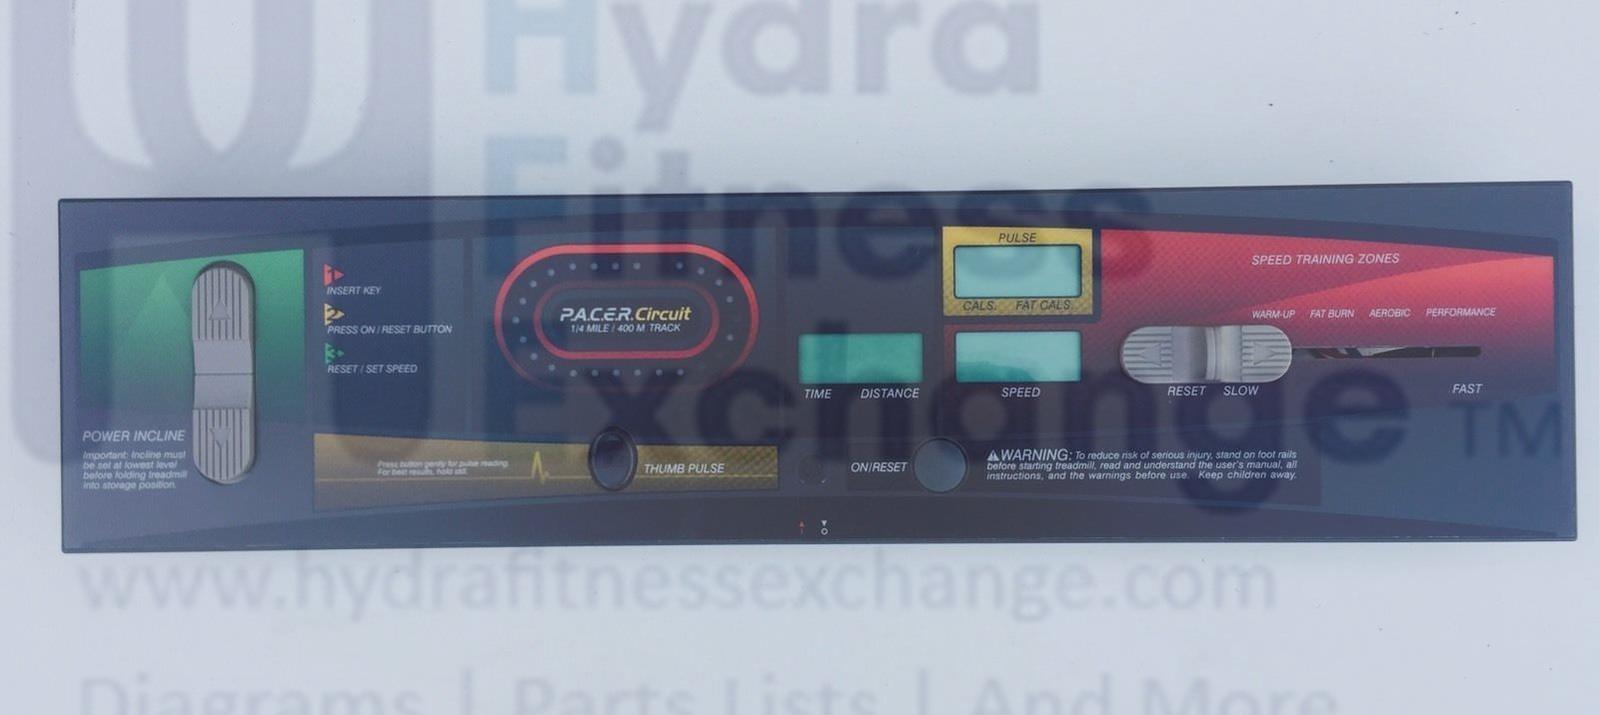 Hydra
Fitness
Exchange TM
PULSE
CALS. FAT CALS.
SPEED TRAINING ZONES
WARM-UP FAT BURN AEROBIC PERFORMANCE
1
INSERT KEY
2
PRESS ON / RESET BUTTON
3
RESET / SET SPEED
P.A.C.E.R. Circuit
1/4 MILE / 400 M TRACK
TIME DISTANCE
SPEED
RESET SLOW
FAST
POWER INCLINE
Important: Incline must
be set at lowest level
before folding treadmill
into storage position.
Press button gently for pulse reading.
For best results, hold still.
THUMB PULSE
ON/RESET
WARNING: To reduce risk of serious injury, stand on foot rails
before starting treadmill, read and understand the user's manual, all
instructions, and the warnings before use. Keep children away.
I O
www.hydrafitnessexchange.com
Diagrams | Parts Lists | And More